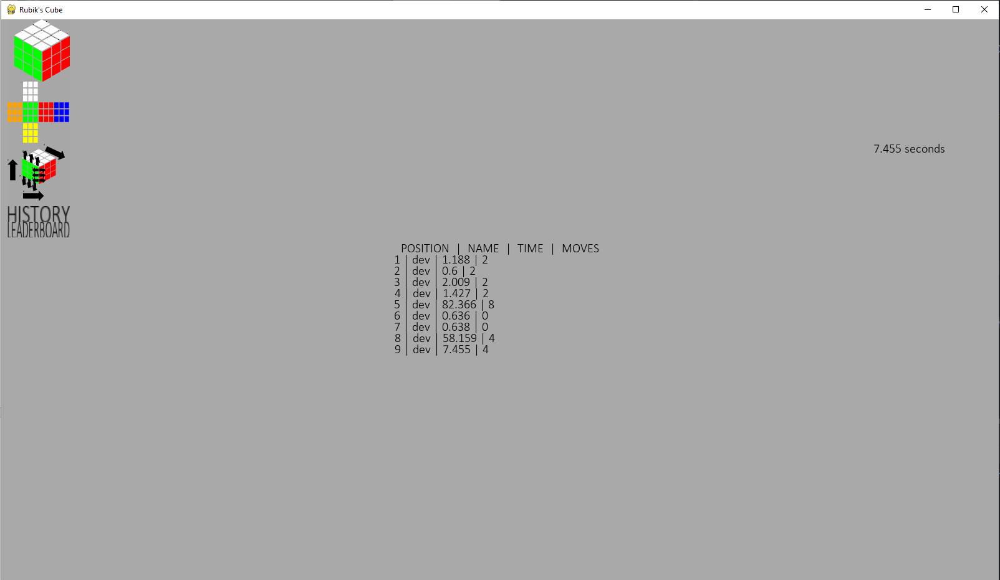 Rubik's Cube
7.455 seconds
HISTORY
LEADERBOARD
POSITION | NAME | TIME | MOVES
1 | dev | 1.188 | 2
2 | dev | 0.6 | 2
3 | dev | 2.009 | 2
4 | dev | 1.427 | 2
5 | dev | 82.366 | 8
6 | dev | 0.636 | 0
7 | dev | 0.638 | 0
8 | dev | 58.159 | 4
9 | dev | 7.455 | 4